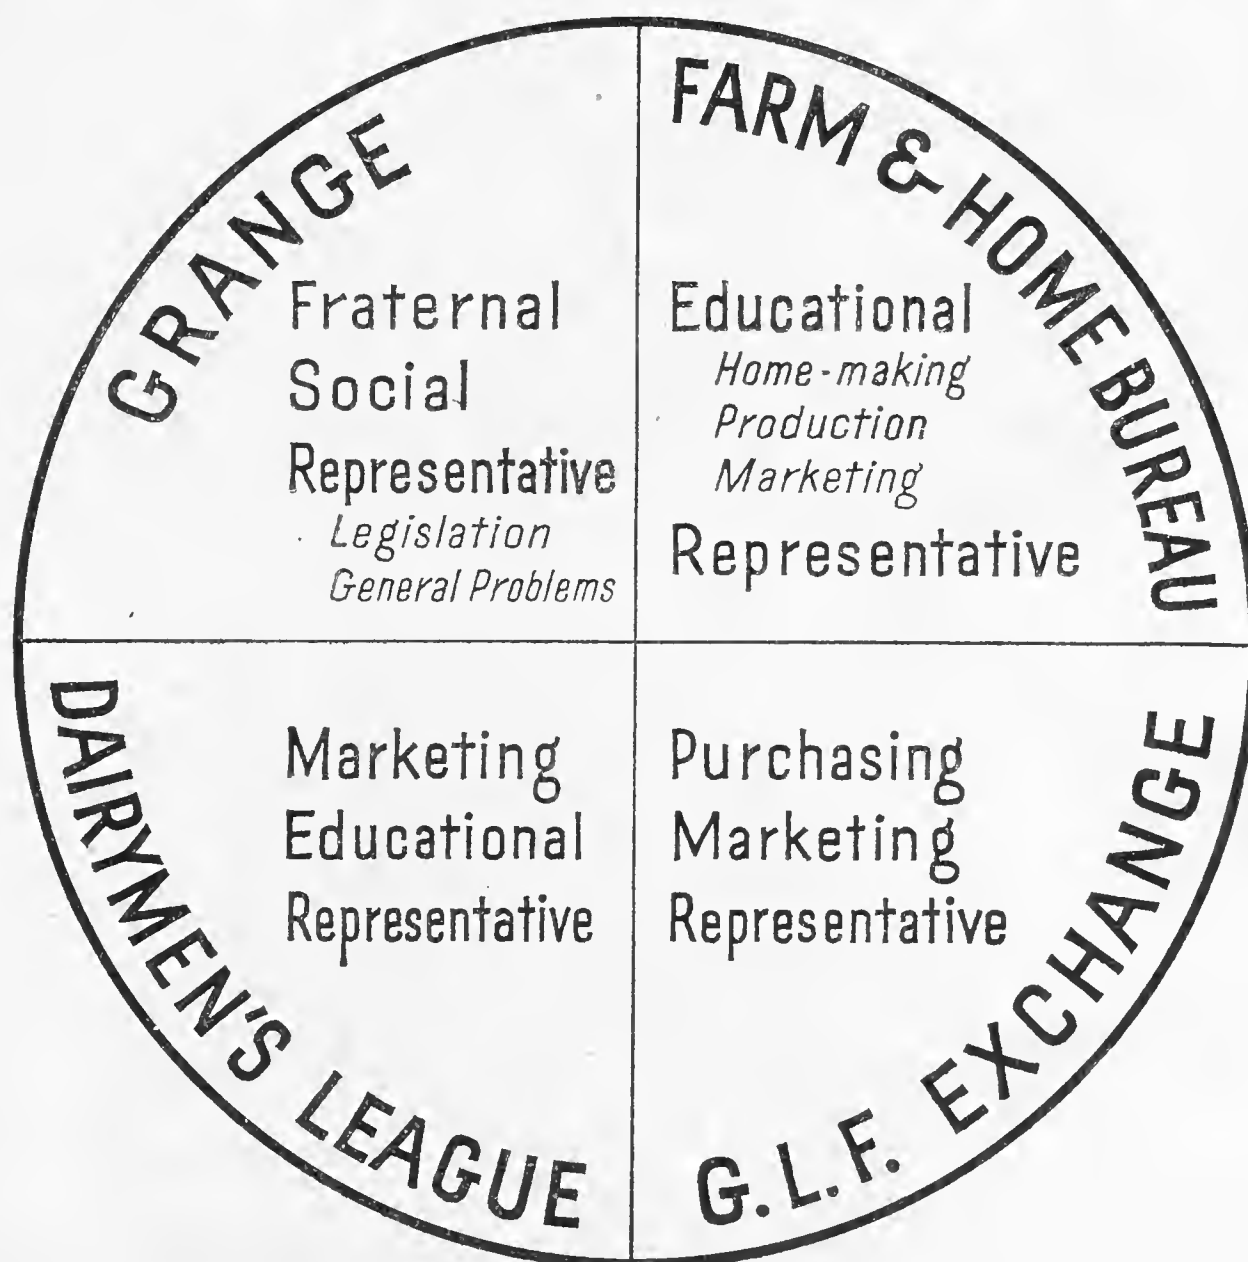 GRANGE
Fraternal
Social
Representative
Legislation
General Problems
FARM & HOME BUREAU
Educational
Home-making
Production
Marketing
Representative
DAIRYMEN'S LEAGUE
Marketing
Educational
Representative
G.L.F. EXCHANGE
Purchasing
Marketing
Representative